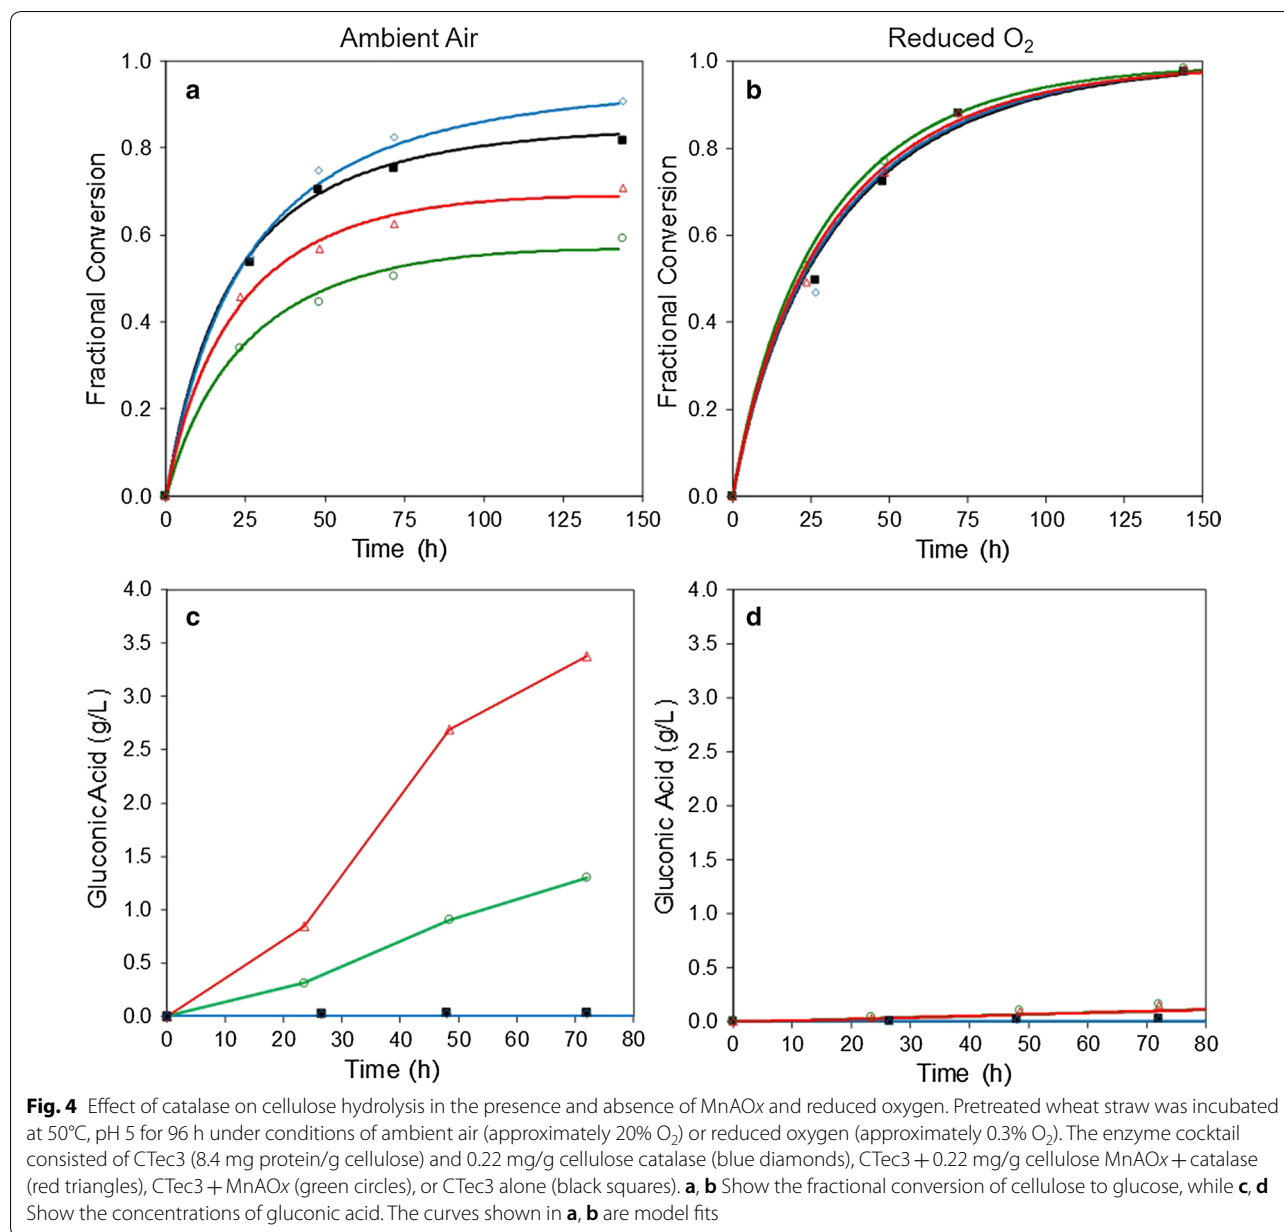 Ambient Air
Reduced O₂
a
1.0
0.8
0.6
0.4
0.2
0.0
Fractional Conversion
0 25 50 75 100 125 150
Time (h)
b
1.0
0.8
0.6
0.4
0.2
0.0
Fractional Conversion
0 25 50 75 100 125 150
Time (h)
c
4.0
3.5
3.0
2.5
2.0
1.5
1.0
0.5
0.0
Gluconic Acid (g/L)
0 10 20 30 40 50 60 70 80
Time (h)
d
4.0
3.5
3.0
2.5
2.0
1.5
1.0
0.5
0.0
Gluconic Acid (g/L)
0 10 20 30 40 50 60 70 80
Time (h)
Fig. 4 Effect of catalase on cellulose hydrolysis in the presence and absence of MnAOx and reduced oxygen. Pretreated wheat straw was incubated
at 50°C, pH 5 for 96 h under conditions of ambient air (approximately 20% O₂) or reduced oxygen (approximately 0.3% O₂). The enzyme cocktail
consisted of CTec3 (8.4 mg protein/g cellulose) and 0.22 mg/g cellulose catalase (blue diamonds), CTec3 + 0.22 mg/g cellulose MnAOx + catalase
(red triangles), CTec3 + MnAOx (green circles), or CTec3 alone (black squares). a, b Show the fractional conversion of cellulose to glucose, while c, d
Show the concentrations of gluconic acid. The curves shown in a, b are model fits